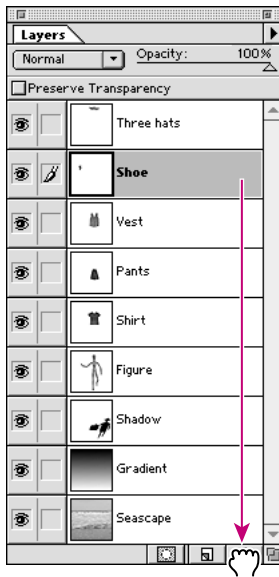 Layers
Normal Opacity: 100%
Preserve Transparency
Three hats
Shoe
Vest
Pants
Shirt
Figure
Shadow
Gradient
Seascape